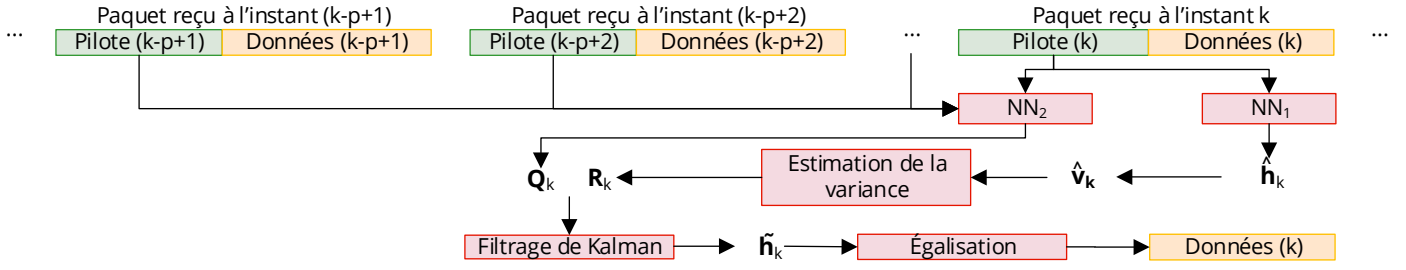 Paquet reçu à l’instant (k-p+1) Paquet reçu à l’instant (k-p+2) Paquet reçu à l’instant k
... Pilote (k-p+1) Données (k-p+1) Pilote (k-p+2) Données (k-p+2) ... Pilote (k) Données (k) ...
NN₂ NN₁
Qₖ Rₖ Estimation de la variance v̂ₖ ĥₖ
Filtrage de Kalman h̃ₖ Égalisation Données (k)